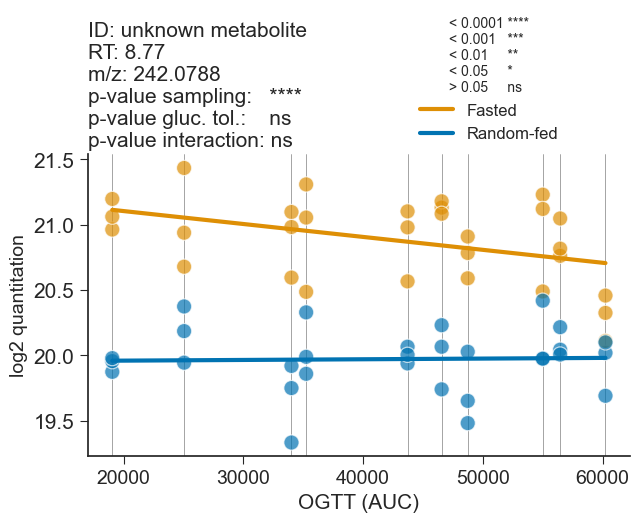 ID: unknown metabolite
RT: 8.77
m/z: 242.0788
p-value sampling: ****
p-value gluc. tol.: ns
p-value interaction: ns
< 0.0001 ****
< 0.001 ***
< 0.01 **
< 0.05 *
> 0.05 ns
Fasted
Random-fed
21.5
21.0
20.5
20.0
19.5
log2 quantitation
20000 30000 40000 50000 60000
OGTT (AUC)